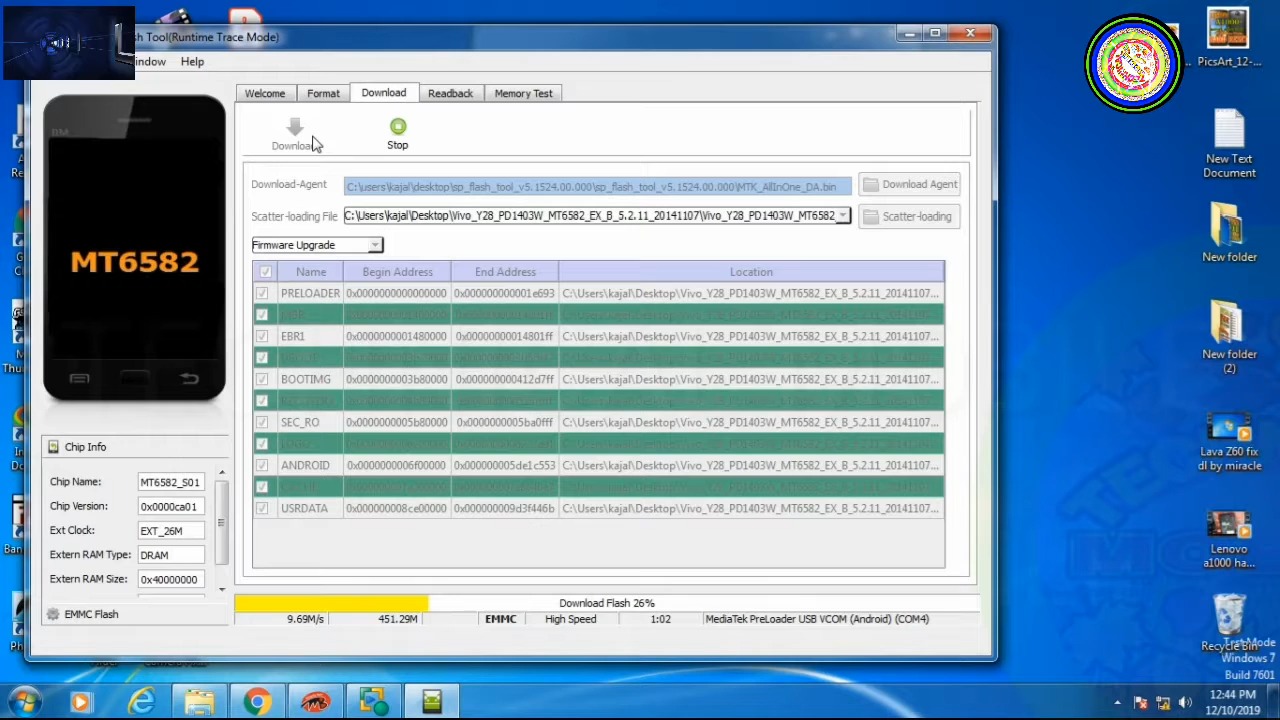 sh Tool(Runtime Trace Mode)
indow Help
BM
MT6582
Welcome Format Download Readback Memory Test
Download Stop
Download-Agent C:\users\kajal\desktop\sp_flash_tool_v5.1524.00.000\sp_flash_tool_v5.1524.00.000\MTK_AllInOne_DA.bin Download Agent
Scatter-loading File C:\Users\kajal\Desktop\Vivo_Y28_PD1403W_MT6582_EX_B_5.2.11_20141107\Vivo_Y28_PD1403W_MT6582_ Scatter-loading
Firmware Upgrade
Name Begin Address End Address Location
PRELOADER 0x0000000000000000 0x000000000001e693 C:\Users\kajal\Desktop\Vivo_Y28_PD1403W_MT6582_EX_B_5.2.11_20141107...
EBR1 0x0000000001480000 0x00000000014801ff C:\Users\kajal\Desktop\Vivo_Y28_PD1403W_MT6582_EX_B_5.2.11_20141107...
BOOTIMG 0x0000000003b80000 0x000000000412d7ff C:\Users\kajal\Desktop\Vivo_Y28_PD1403W_MT6582_EX_B_5.2.11_20141107...
SEC_RO 0x0000000005b80000 0x0000000005ba0fff C:\Users\kajal\Desktop\Vivo_Y28_PD1403W_MT6582_EX_B_5.2.11_20141107...
ANDROID 0x0000000006f00000 0x000000005de1c553 C:\Users\kajal\Desktop\Vivo_Y28_PD1403W_MT6582_EX_B_5.2.11_20141107...
USRDATA 0x000000008ce00000 0x000000009d3f446b C:\Users\kajal\Desktop\Vivo_Y28_PD1403W_MT6582_EX_B_5.2.11_20141107...
Chip Info
Chip Name: MT6582_S01
Chip Version: 0x0000ca01
Ext Clock: EXT_26M
Extern RAM Type: DRAM
Extern RAM Size: 0x40000000
EMMC Flash
Download Flash 26%
9.69M/s 451.29M EMMC High Speed 1:02 MediaTek PreLoader USB VCOM (Android) (COM4)
PicsArt_12-...
New Text
Document
New folder
New folder
(2)
Lava Z60 fix
dl by miracle
Lenovo
a1000 ha...
Recycle Bin
Test Mode
Windows 7
Build 7601
12:44 PM
12/10/2019